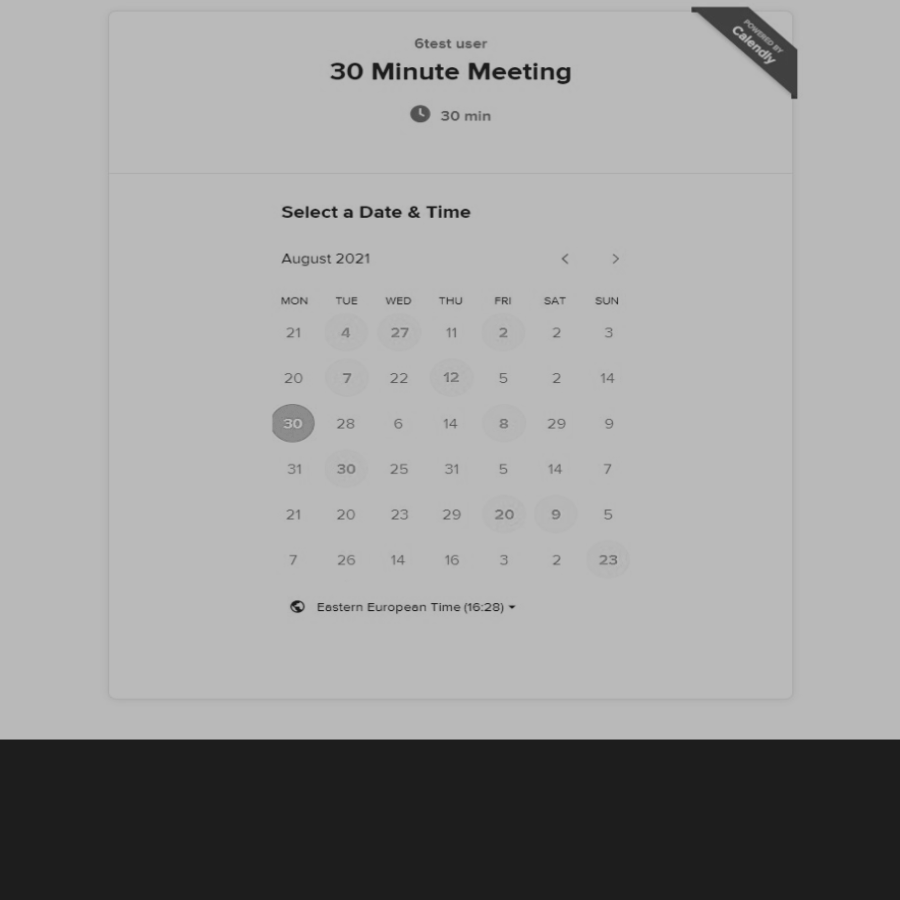 POWERED BY
Calendly
6test user
30 Minute Meeting
30 min
Select a Date & Time
August 2021
MON TUE WED THU FRI SAT SUN
21 4 27 11 2 2 3
20 7 22 12 5 2 14
30 28 6 14 8 29 9
31 30 25 31 5 14 7
21 20 23 29 20 9 5
7 26 14 16 3 2 23
Eastern European Time (16:28)